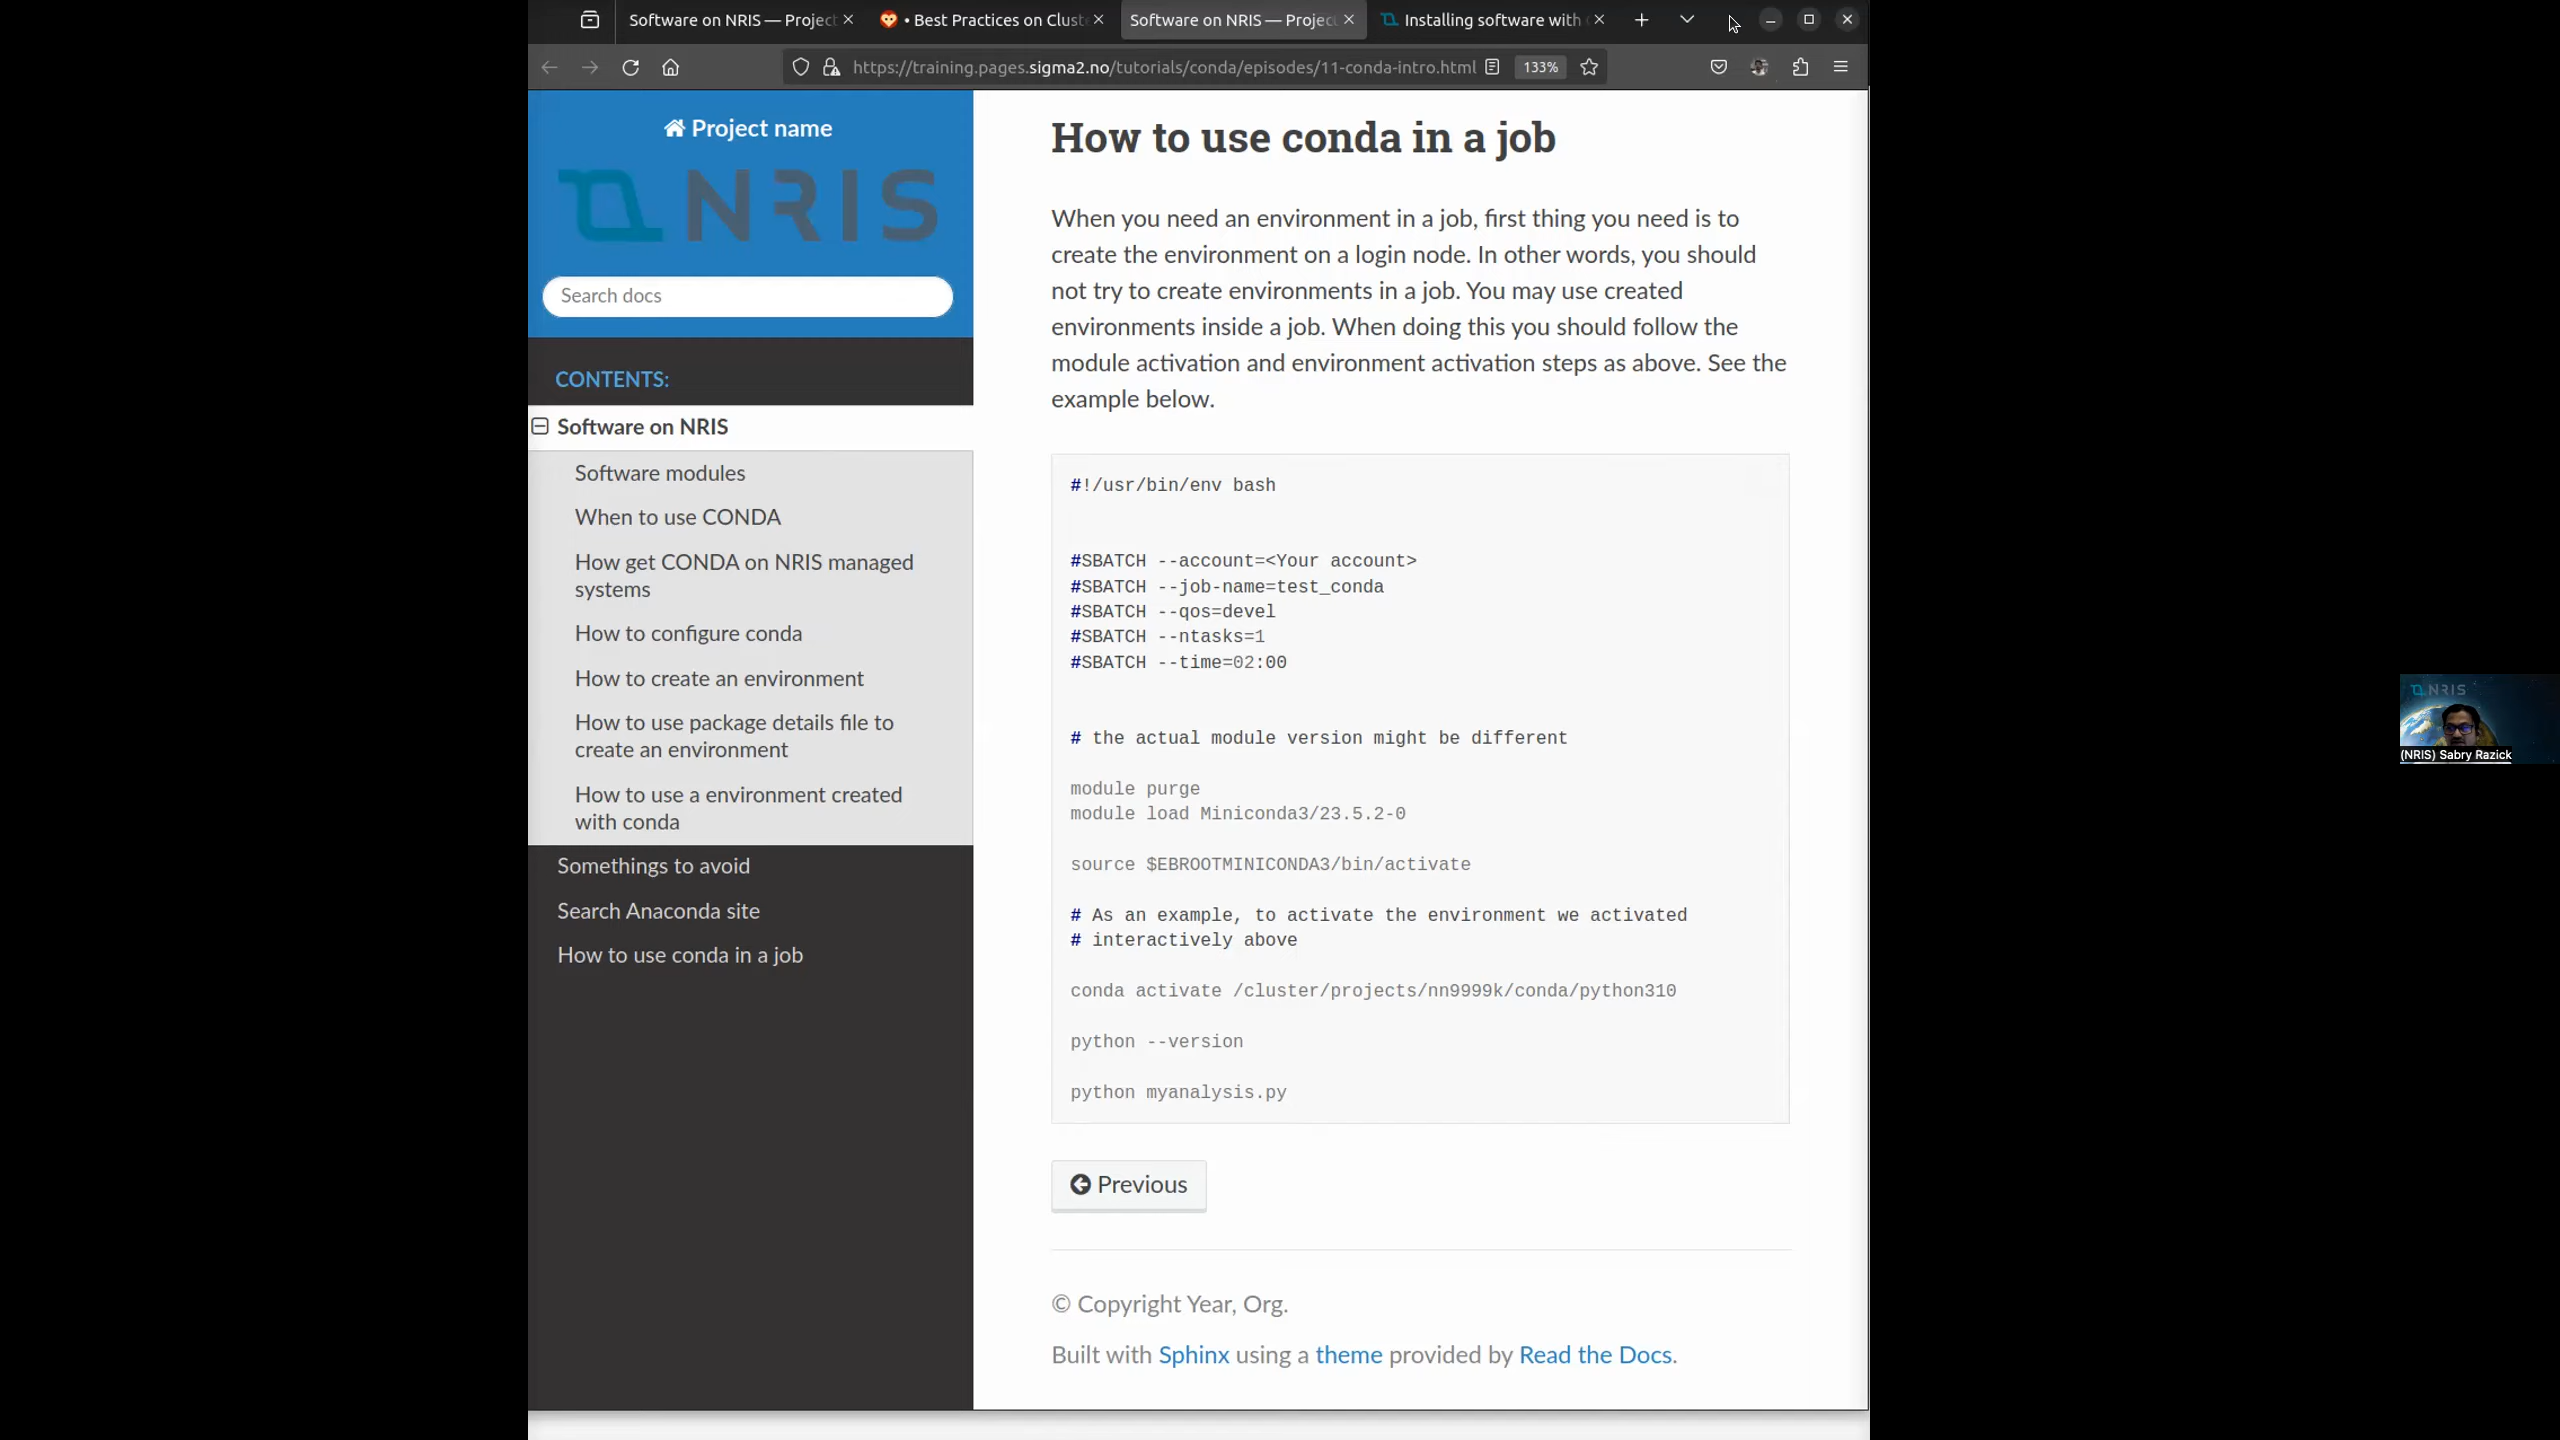 Software on NRIS — Project
• Best Practices on Clust
Software on NRIS — Projec
Installing software with
https://training.pages.sigma2.no/tutorials/conda/episodes/11-conda-intro.html
133%
Project name
NRIS
Search docs
CONTENTS:
Software on NRIS
Software modules
When to use CONDA
How get CONDA on NRIS managed
systems
How to configure conda
How to create an environment
How to use package details file to
create an environment
How to use a environment created
with conda
Somethings to avoid
Search Anaconda site
How to use conda in a job
How to use conda in a job
When you need an environment in a job, first thing you need is to
create the environment on a login node. In other words, you should
not try to create environments in a job. You may use created
environments inside a job. When doing this you should follow the
module activation and environment activation steps as above. See the
example below.
#!/usr/bin/env bash
#SBATCH --account=<Your account>
#SBATCH --job-name=test_conda
#SBATCH --qos=devel
#SBATCH --ntasks=1
#SBATCH --time=02:00
# the actual module version might be different
module purge
module load Miniconda3/23.5.2-0
source $EBROOTMINICONDA3/bin/activate
# As an example, to activate the environment we activated
# interactively above
conda activate /cluster/projects/nn9999k/conda/python310
python --version
python myanalysis.py
Previous
© Copyright Year, Org.
Built with Sphinx using a theme provided by Read the Docs.
NRIS
(NRIS) Sabry Razick